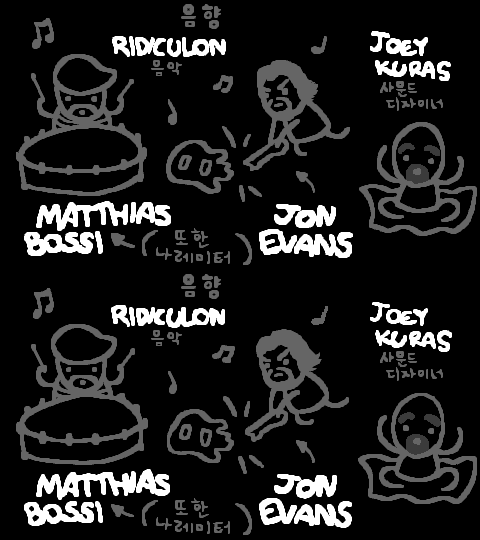 음향
RIDICULON
음악
JOEY
KURAS
사운드
디자이너
MATTHIAS
BOSSI
(또한
나레이터)
JON
EVANS
음향
RIDICULON
음악
JOEY
KURAS
사운드
디자이너
MATTHIAS
BOSSI
(또한
나레이터)
JON
EVANS